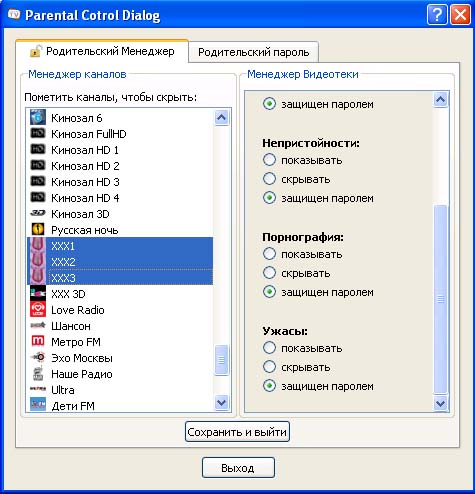 Parental Cotrol Dialog
Родительский Менеджер
Родительский пароль
Менеджер каналов
Пометить каналы, чтобы скрыть:
Кинозал 6
Кинозал FullHD
Кинозал HD 1
Кинозал HD 2
Кинозал HD 3
Кинозал HD 4
Кинозал 3D
Русская ночь
XXX1
XXX2
XXX3
XXX 3D
Love Radio
Шансон
Метро FM
Эхо Москвы
Наше Радио
Ultra
Дети FM
Менеджер Видеотеки
защищен паролем
Непристойности:
показывать
скрывать
защищен паролем
Порнография:
показывать
скрывать
защищен паролем
Ужасы:
показывать
скрывать
защищен паролем
Сохранить и выйти
Выход